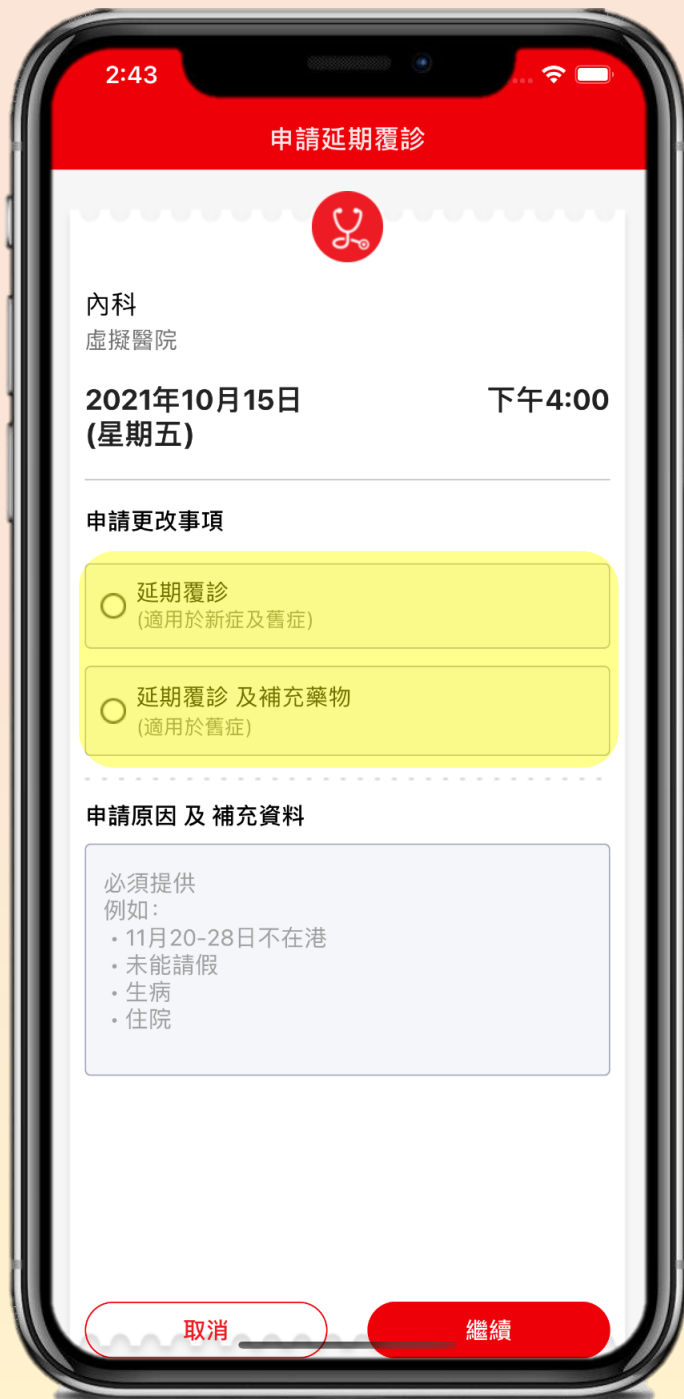 2:43
申請延期覆診
內科
虛擬醫院
2021年10月15日
(星期五)
下午4:00
申請更改事項
延期覆診
(適用於新症及舊症)
延期覆診 及補充藥物
(適用於舊症)
申請原因 及 補充資料
必須提供
例如：
• 11月20-28日不在港
• 未能請假
• 生病
• 住院
取消
繼續